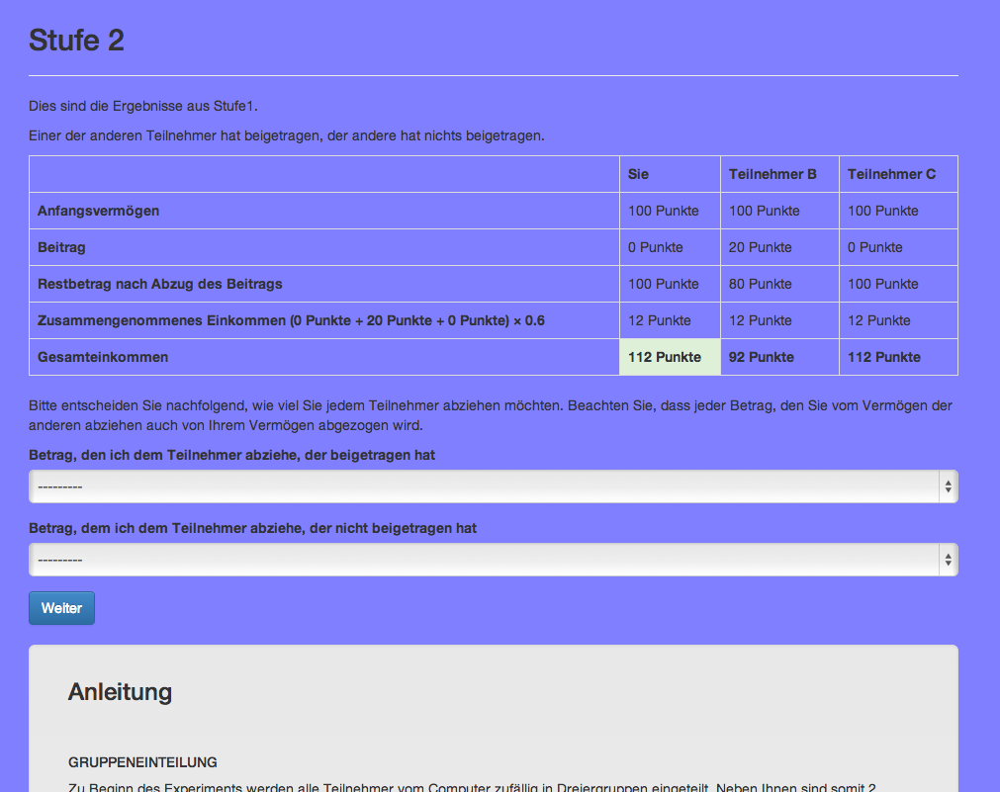 Stufe 2
Dies sind die Ergebnisse aus Stufe1.
Einer der anderen Teilnehmer hat beigetragen, der andere hat nichts beigetragen.
Sie Teilnehmer B Teilnehmer C
Anfangsvermögen 100 Punkte 100 Punkte 100 Punkte
Beitrag 0 Punkte 20 Punkte 0 Punkte
Restbetrag nach Abzug des Beitrags 100 Punkte 80 Punkte 100 Punkte
Zusammengenommenes Einkommen (0 Punkte + 20 Punkte + 0 Punkte) × 0.6 12 Punkte 12 Punkte 12 Punkte
Gesamteinkommen 112 Punkte 92 Punkte 112 Punkte
Bitte entscheiden Sie nachfolgend, wie viel Sie jedem Teilnehmer abziehen möchten. Beachten Sie, dass jeder Betrag, den Sie vom Vermögen der
anderen abziehen auch von Ihrem Vermögen abgezogen wird.
Betrag, den ich dem Teilnehmer abziehe, der beigetragen hat
---------
Betrag, dem ich dem Teilnehmer abziehe, der nicht beigetragen hat
---------
Weiter
Anleitung
GRUPPENEINTEILUNG
Zu Beginn des Experiments werden alle Teilnehmer vom Computer zufällig in Dreiergruppen eingeteilt. Neben Ihnen sind somit 2